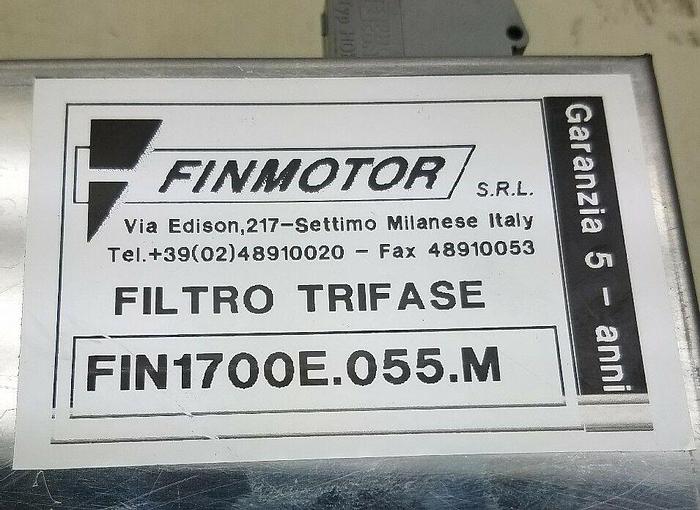 FINMOTOR S.R.L.
Via Edison,217-Settimo Milanese Italy
Tel.+39(02)48910020 - Fax 48910053
FILTRO TRIFASE
FIN1700E.055.M
Garanzia 5 - anni